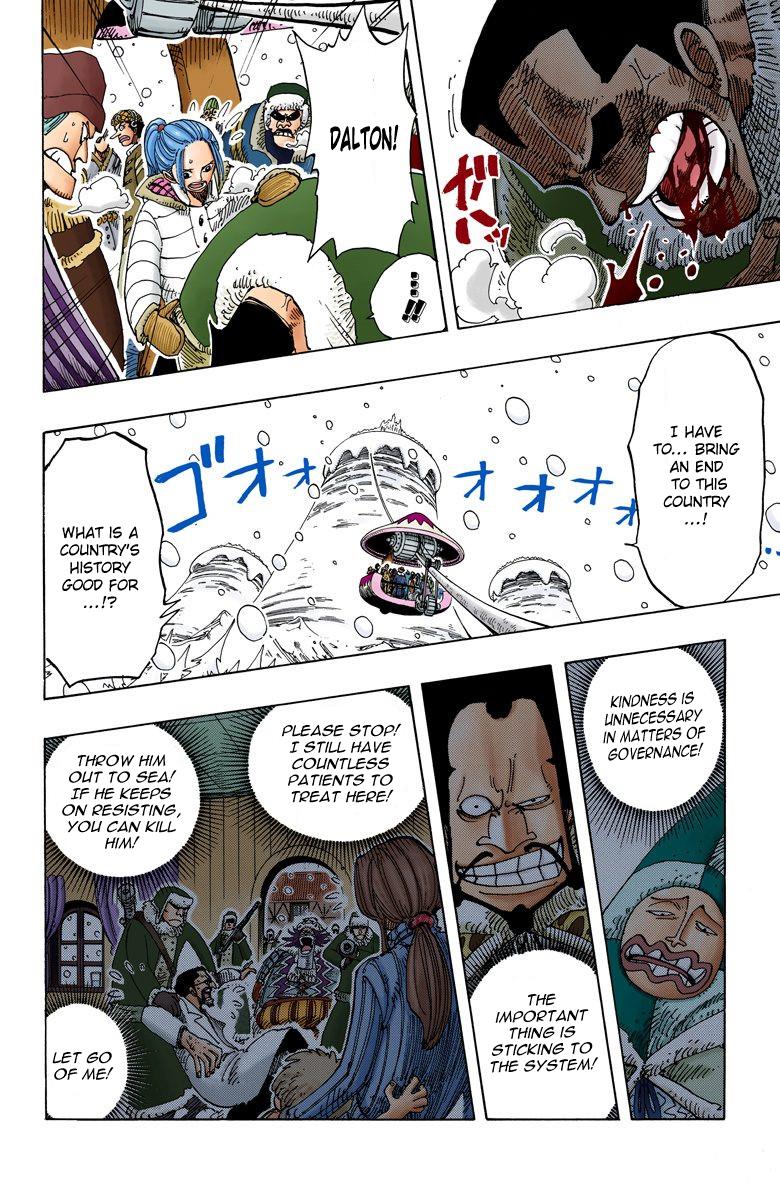 DALTON!
...!!
I HAVE
TO... BRING
AN END
TO THIS
COUNTRY
...!
ゴオォォオオオォ
WHAT IS A
COUNTRY'S
HISTORY
GOOD FOR
...!?
KINDNESS IS
UNNECESSARY
IN MATTERS OF
GOVERNANCE!
THE
IMPORTANT
THING IS
STICKING TO
THE SYSTEM!
PLEASE STOP!
I STILL HAVE
COUNTLESS
PATIENTS TO
TREAT HERE!
THROW HIM
OUT TO SEA!
IF HE KEEPS
ON RESISTING,
YOU CAN KILL
HIM!
LET GO
OF ME!